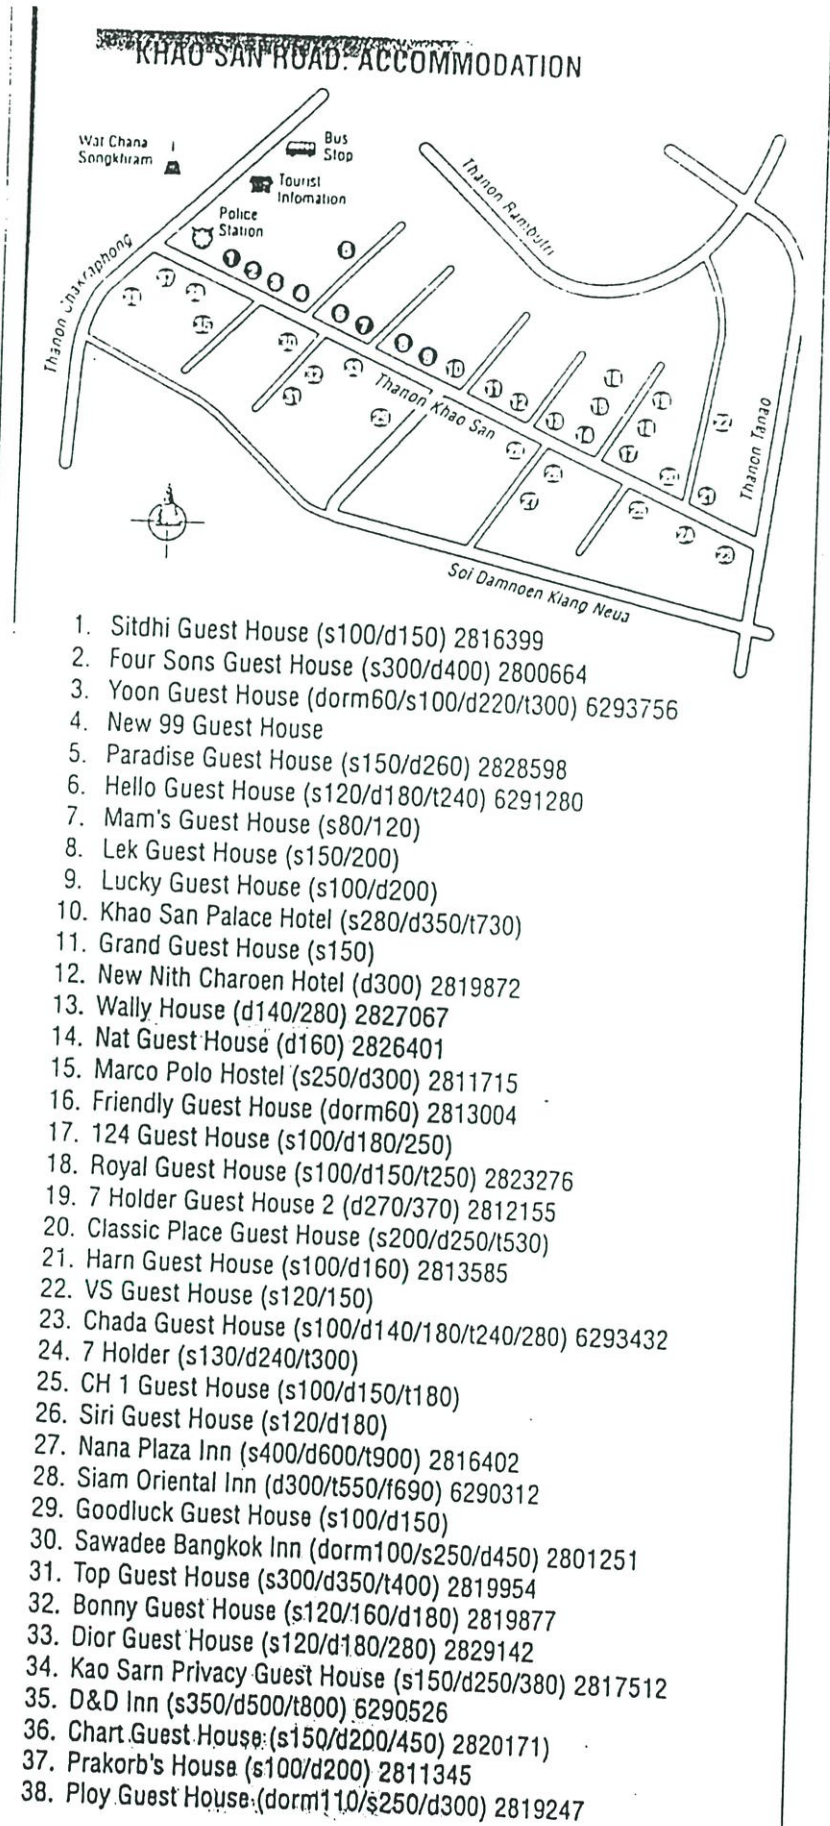 KHAO SAN ROAD: ACCOMMODATION
Wat Chana
Songkhram
Bus
Stop
Tourist
Infomation
Police
Station
Thanon Chakraphong
Thanon Rambutri
Thanon Khao San
Thanon Tanao
Soi Damnoen Klang Neua
1. Sitdhi Guest House (s100/d150) 2816399
2. Four Sons Guest House (s300/d400) 2800664
3. Yoon Guest House (dorm60/s100/d220/t300) 6293756
4. New 99 Guest House
5. Paradise Guest House (s150/d260) 2828598
6. Hello Guest House (s120/d180/t240) 6291280
7. Mam's Guest House (s80/120)
8. Lek Guest House (s150/200)
9. Lucky Guest House (s100/d200)
10. Khao San Palace Hotel (s280/d350/t730)
11. Grand Guest House (s150)
12. New Nith Charoen Hotel (d300) 2819872
13. Wally House (d140/280) 2827067
14. Nat Guest House (d160) 2826401
15. Marco Polo Hostel (s250/d300) 2811715
16. Friendly Guest House (dorm60) 2813004
17. 124 Guest House (s100/d180/250)
18. Royal Guest House (s100/d150/t250) 2823276
19. 7 Holder Guest House 2 (d270/370) 2812155
20. Classic Place Guest House (s200/d250/t530)
21. Harn Guest House (s100/d160) 2813585
22. VS Guest House (s120/150)
23. Chada Guest House (s100/d140/180/t240/280) 6293432
24. 7 Holder (s130/d240/t300)
25. CH 1 Guest House (s100/d150/t180)
26. Siri Guest House (s120/d180)
27. Nana Plaza Inn (s400/d600/t900) 2816402
28. Siam Oriental Inn (d300/t550/f690) 6290312
29. Goodluck Guest House (s100/d150)
30. Sawadee Bangkok Inn (dorm100/s250/d450) 2801251
31. Top Guest House (s300/d350/t400) 2819954
32. Bonny Guest House (s120/160/d180) 2819877
33. Dior Guest House (s120/d180/280) 2829142
34. Kao Sarn Privacy Guest House (s150/d250/380) 2817512
35. D&D Inn (s350/d500/t800) 6290526
36. Chart Guest House (s150/d200/450) 2820171)
37. Prakorb's House (s100/d200) 2811345
38. Ploy Guest House (dorm110/s250/d300) 2819247